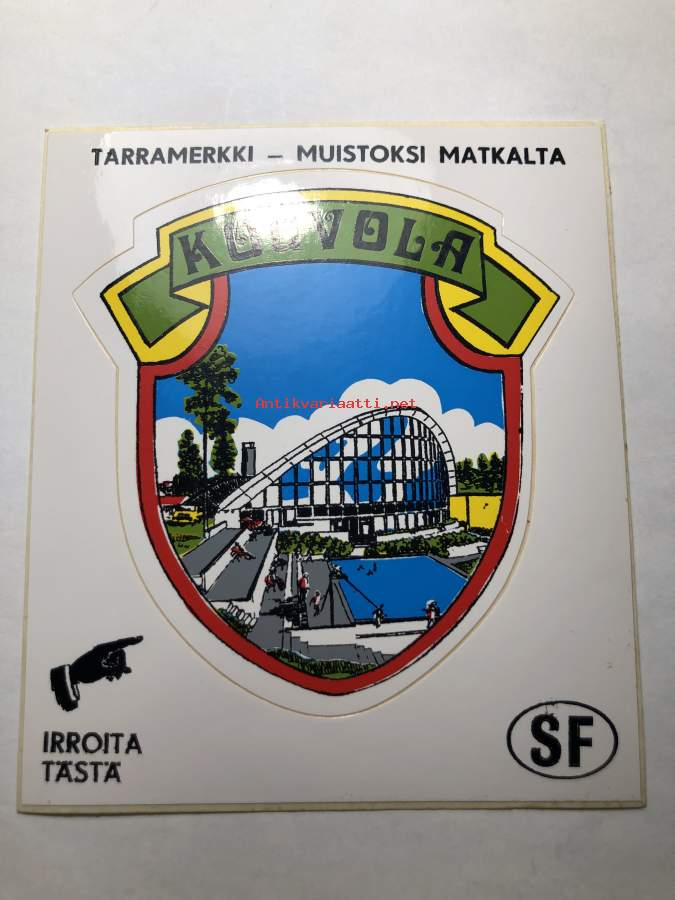 TARRAMERKKI – MUISTOKSI MATKALTA
KOUVOLA
Antikvariaatti.net
IRROITA
TÄSTÄ
SF